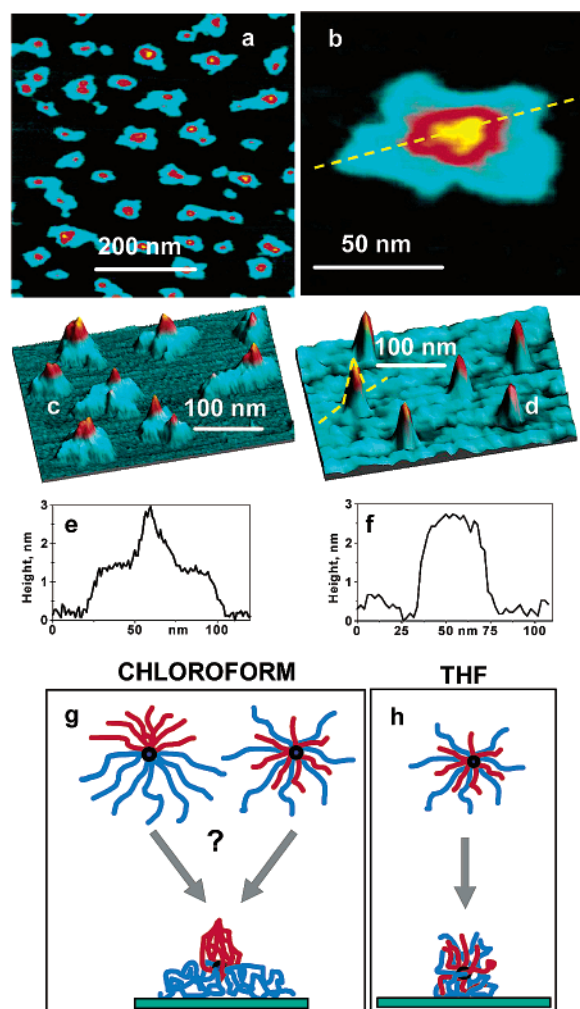 a
200 nm
b
50 nm
c
100 nm
100 nm
d
e
Height, nm
3
2
1
0
0 50 nm 100
f
Height, nm
3
2
1
0
0 25 50 nm 75 100
CHLOROFORM
g
?
THF
h